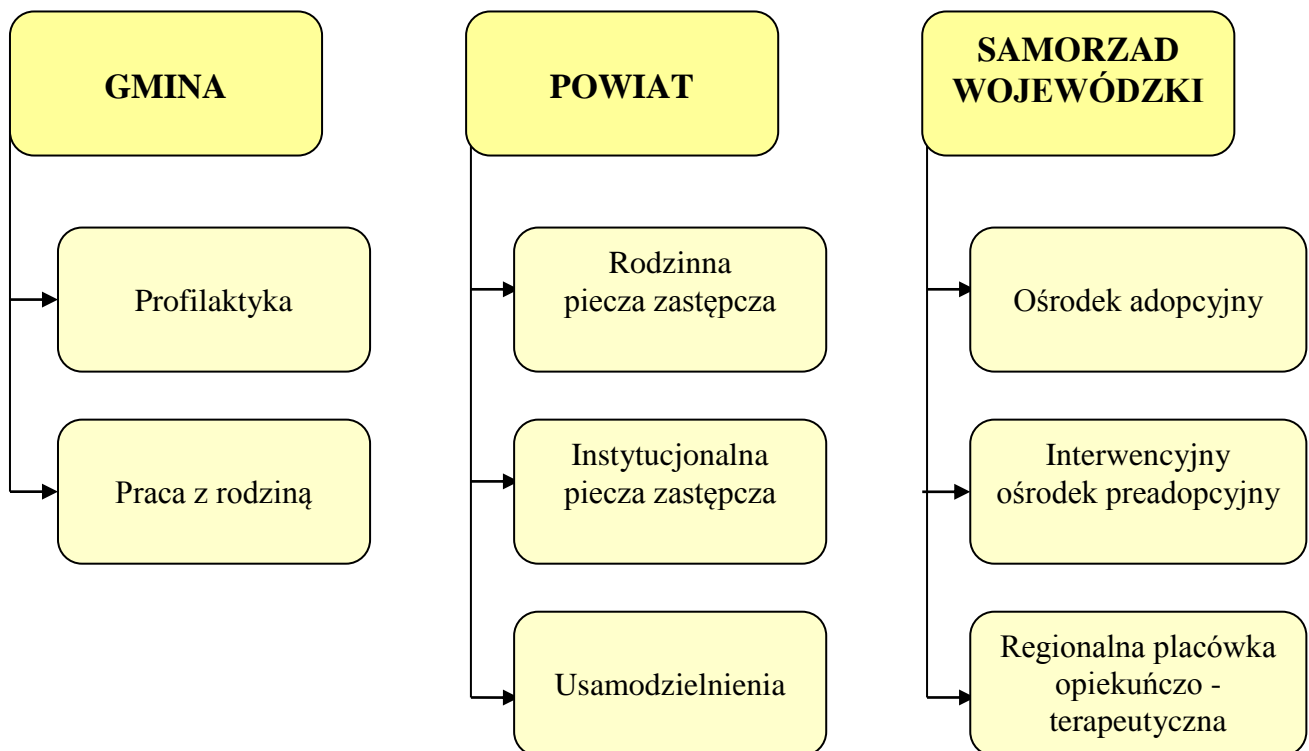 GMINA
Profilaktyka
Praca z rodziną
POWIAT
Rodzinna
piecza zastępcza
Instytucjonalna
piecza zastępcza
Usamodzielnienia
SAMORZAD
WOJEWÓDZKI
Ośrodek adopcyjny
Interwencyjny
ośrodek preadopcyjny
Regionalna placówka
opiekuńczo -
terapeutyczna